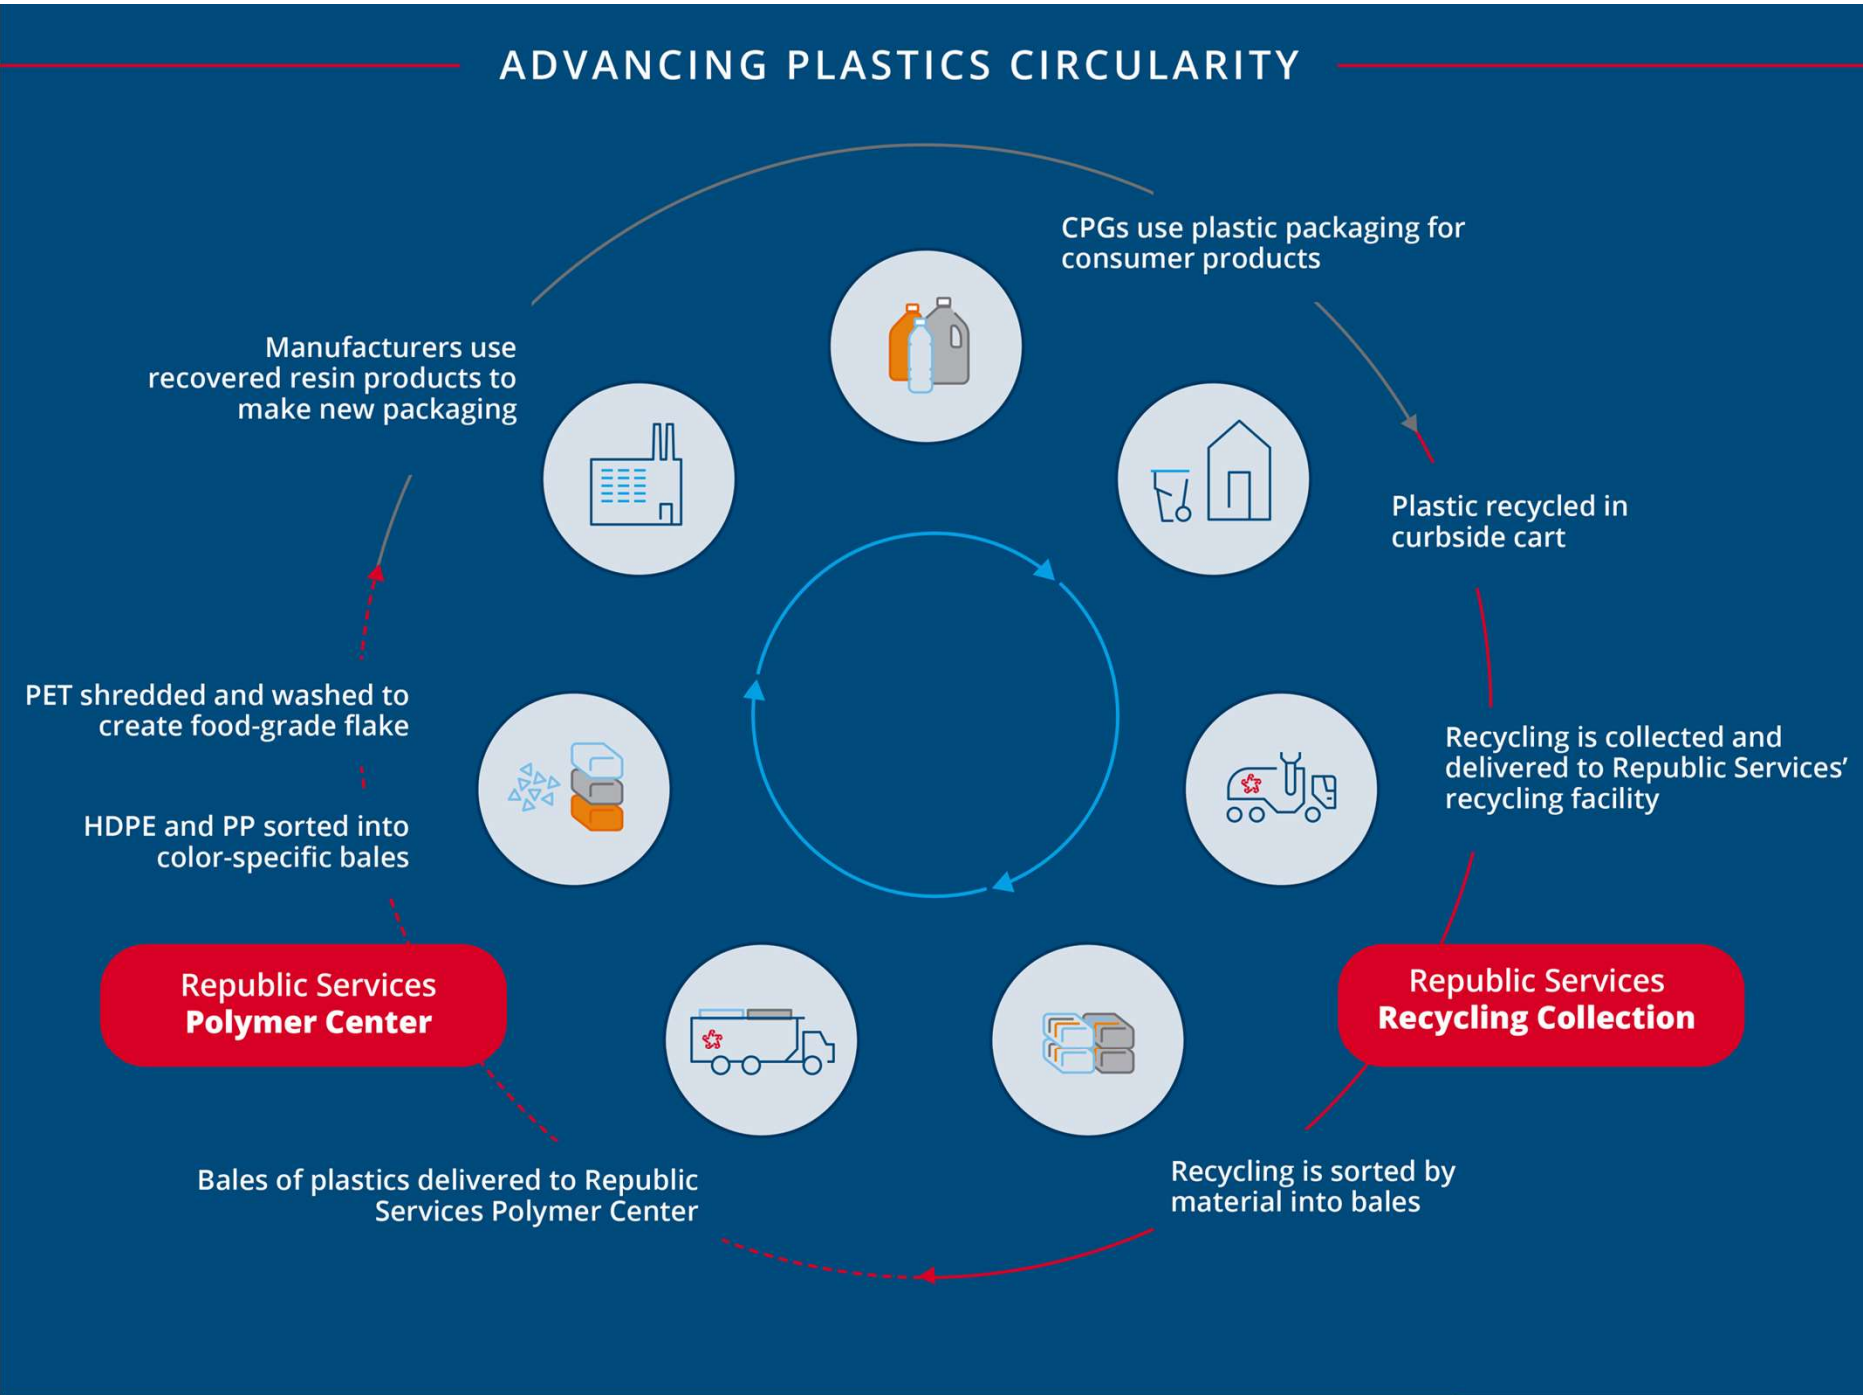 ADVANCING PLASTICS CIRCULARITY
CPGs use plastic packaging for
consumer products
Plastic recycled in
curbside cart
Recycling is collected and
delivered to Republic Services’
recycling facility
Republic Services
Recycling Collection
Recycling is sorted by
material into bales
Bales of plastics delivered to Republic
Services Polymer Center
Republic Services
Polymer Center
HDPE and PP sorted into
color-specific bales
PET shredded and washed to
create food-grade flake
Manufacturers use
recovered resin products to
make new packaging